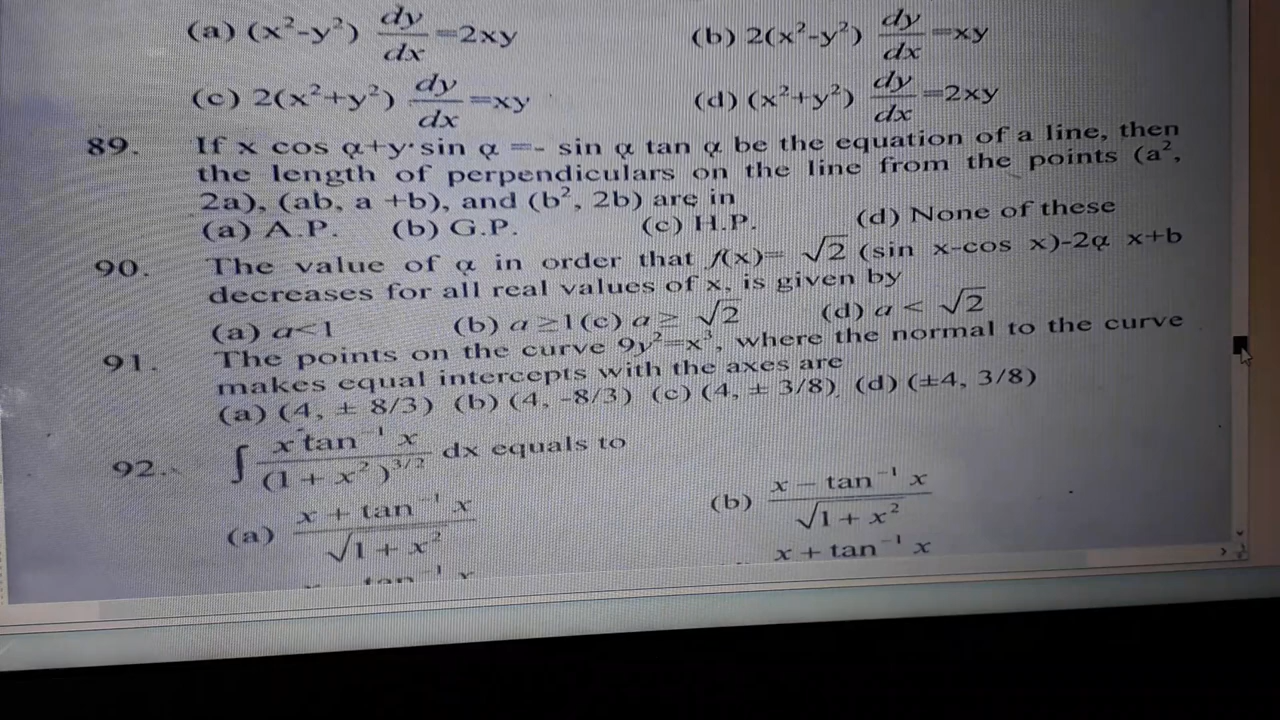 (a) (x²-y²) dy/dx =2xy (b) 2(x²-y²) dy/dx =xy
(c) 2(x²+y²) dy/dx =xy (d) (x²+y²) dy/dx =2xy
89. If x cos α+y sin α =- sin α tan α be the equation of a line, then
the length of perpendiculars on the line from the points (a²,
2a), (ab, a +b), and (b², 2b) are in
(a) A.P. (b) G.P. (c) H.P. (d) None of these
90. The value of α in order that f(x)= √2 (sin x-cos x)-2α x+b
decreases for all real values of x, is given by
(a) a<1 (b) a ≥1(c) a ≥ √2 (d) a < √2
91. The points on the curve 9y²=x³, where the normal to the curve
makes equal intercepts with the axes are
(a) (4, ± 8/3) (b) (4, -8/3) (c) (4, ± 3/8) (d) (±4, 3/8)
92. ∫ x tan⁻¹ x / (1 + x²)^3/2 dx equals to
(a) x + tan⁻¹ x / √1 + x² (b) x − tan⁻¹ x / √1 + x²
x + tan⁻¹ x